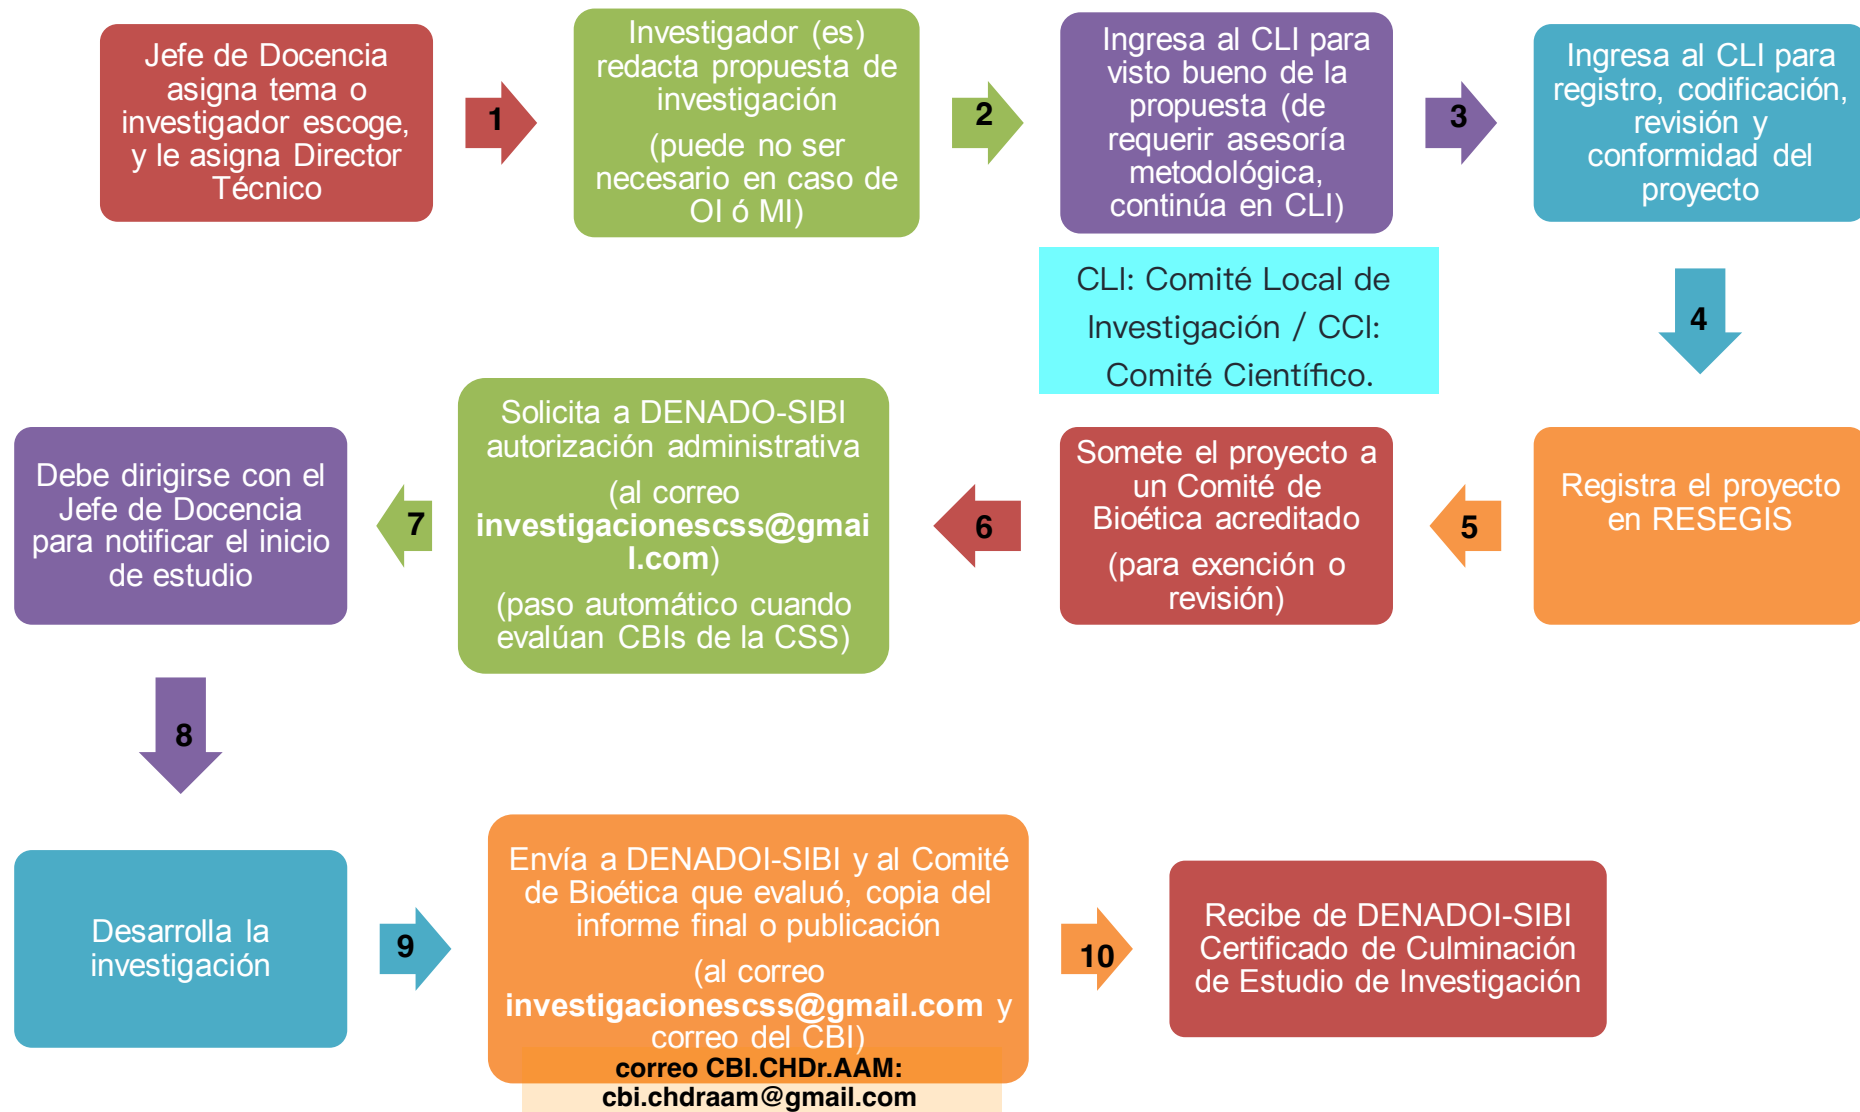 Jefe de Docencia
asigna tema o
investigador escoge,
y le asigna Director
Técnico
1
Investigador (es)
redacta propuesta de
investigación
(puede no ser
necesario en caso de
OI ó MI)
2
Ingresa al CLI para
visto bueno de la
propuesta (de
requerir asesoría
metodológica,
continúa en CLI)
3
Ingresa al CLI para
registro, codificación,
revisión y
conformidad del
proyecto
CLI: Comité Local de
Investigación / CCI:
Comité Científico.
4
Registra el proyecto
en RESEGIS
5
Somete el proyecto a
un Comité de
Bioética acreditado
(para exención o
revisión)
6
Solicita a DENADO-SIBI
autorización administrativa
(al correo
investigacionescss@gmai
l.com)
(paso automático cuando
evalúan CBIs de la CSS)
7
Debe dirigirse con el
Jefe de Docencia
para notificar el inicio
de estudio
8
Desarrolla la
investigación
9
Envía a DENADOI-SIBI y al Comité
de Bioética que evaluó, copia del
informe final o publicación
(al correo
investigacionescss@gmail.com y
correo del CBI)
correo CBI.CHDr.AAM:
cbi.chdraam@gmail.com
10
Recibe de DENADOI-SIBI
Certificado de Culminación
de Estudio de Investigación